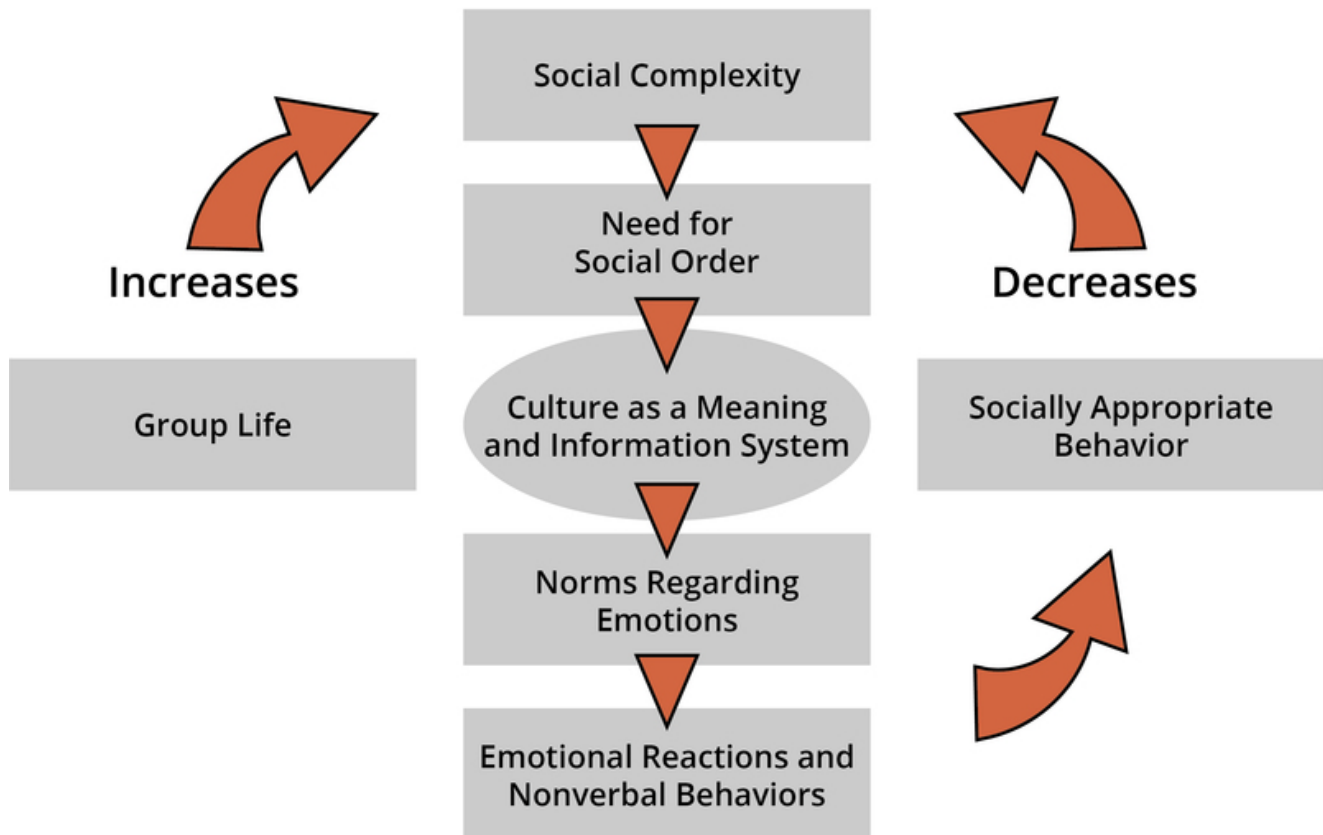 Social Complexity
Need for
Social Order
Increases
Decreases
Group Life
Culture as a Meaning
and Information System
Socially Appropriate
Behavior
Norms Regarding
Emotions
Emotional Reactions and
Nonverbal Behaviors